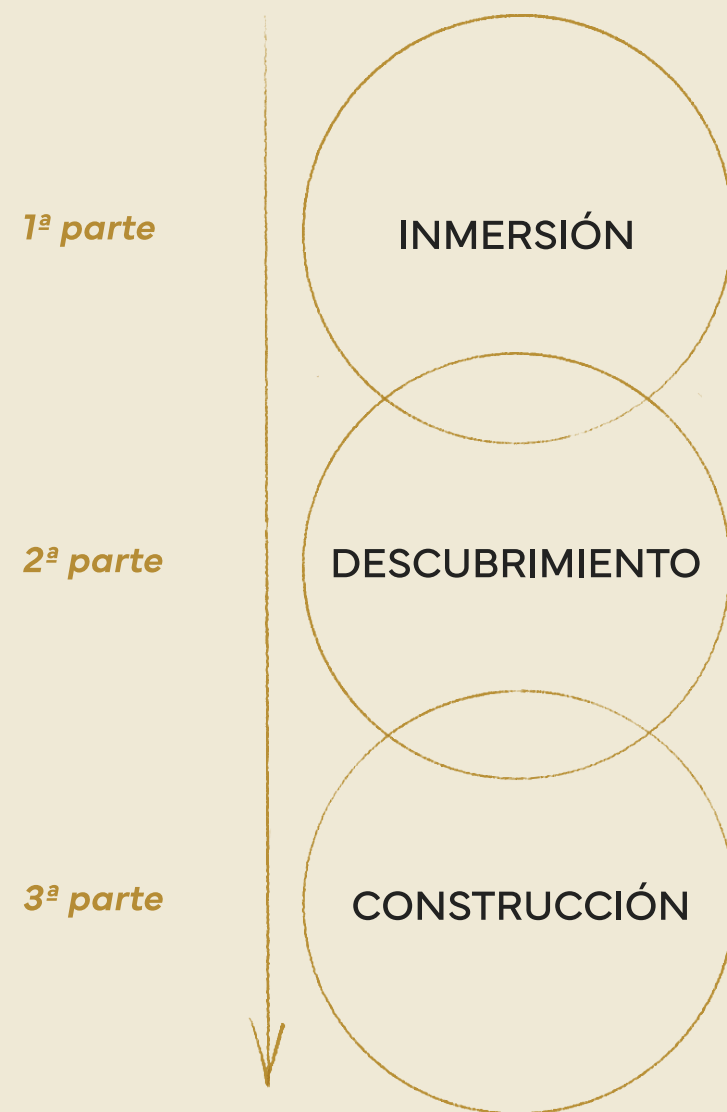 1ª parte
INMERSIÓN
2ª parte
DESCUBRIMIENTO
3ª parte
CONSTRUCCIÓN